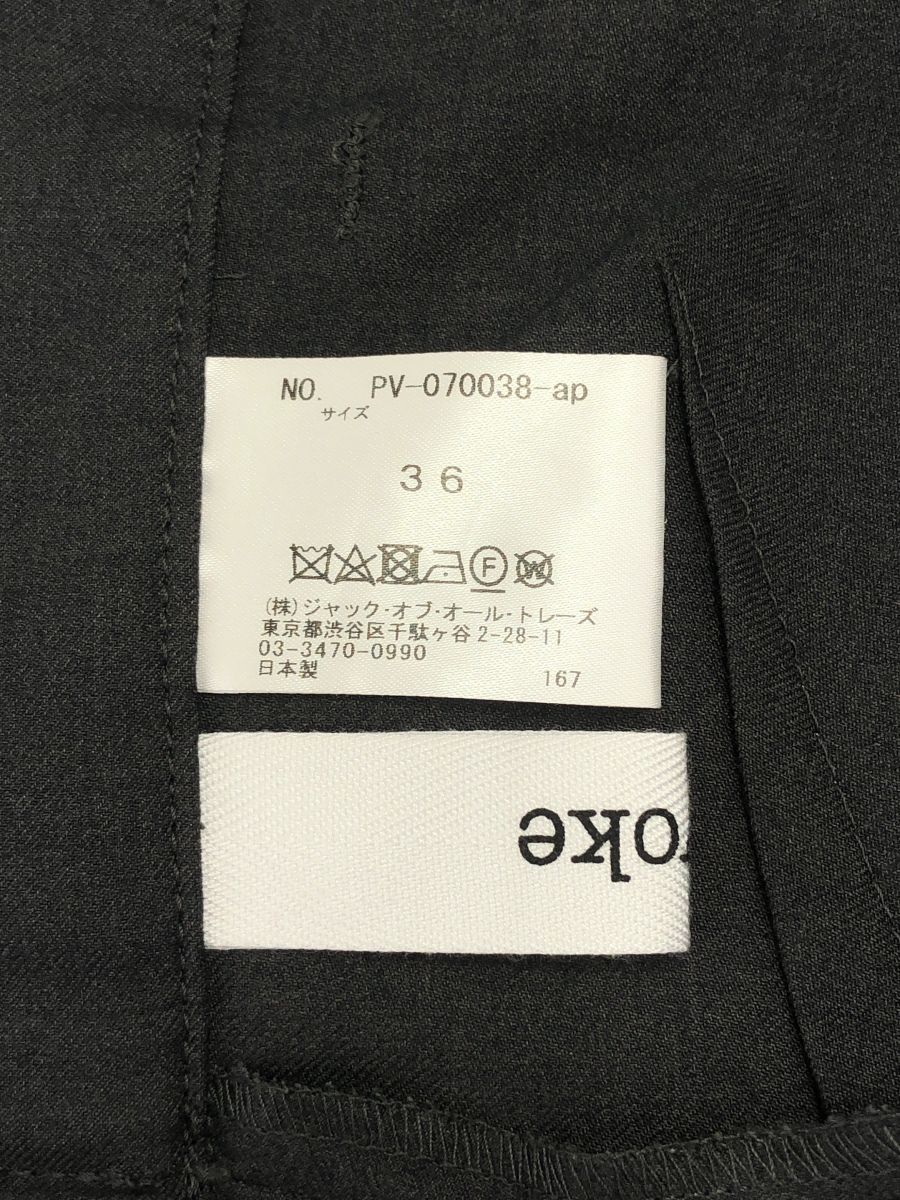 NO. PV-070038-ap
サイズ
36
F W
(株)ジャック・オブ・オール・トレーズ
東京都渋谷区千駄ヶ谷2-28-11
03-3470-0990
日本製 167
oke